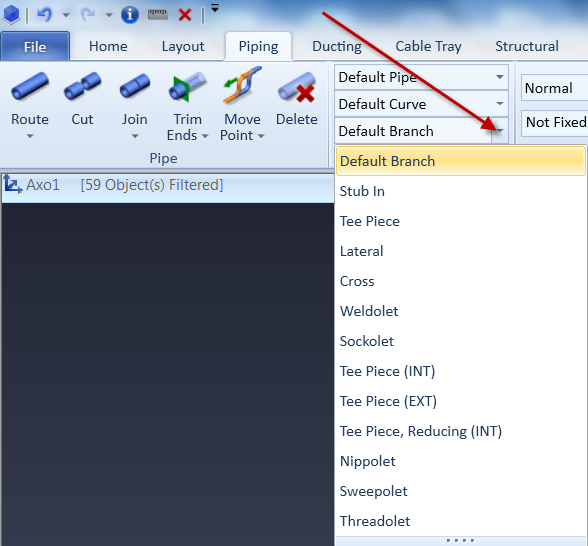 File Home Layout Piping Ducting Cable Tray Structural
Route Cut Join Trim Ends Move Point Delete
Pipe
Default Pipe
Default Curve
Default Branch
Normal
Not Fixed
Axo1 [59 Object(s) Filtered]
Default Branch
Stub In
Tee Piece
Lateral
Cross
Weldolet
Sockolet
Tee Piece (INT)
Tee Piece (EXT)
Tee Piece, Reducing (INT)
Nippolet
Sweepolet
Threadolet